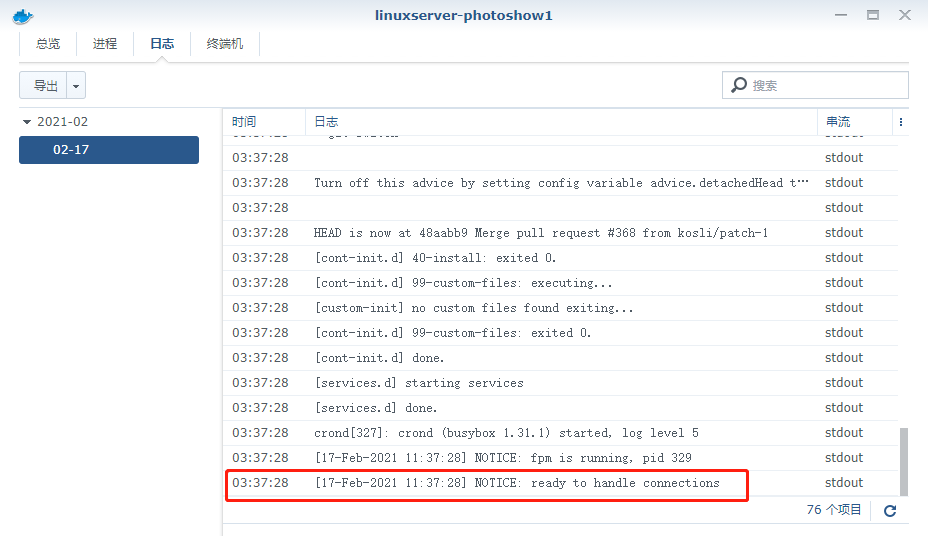 linuxserver-photoshow1
总览 进程 日志 终端机
导出 搜索
2021-02
02-17
时间 日志 串流
03:37:28 stdout
03:37:28 Turn off this advice by setting config variable advice.detachedHead t… stdout
03:37:28 stdout
03:37:28 HEAD is now at 48aabb9 Merge pull request #368 from kosli/patch-1 stdout
03:37:28 [cont-init.d] 40-install: exited 0. stdout
03:37:28 [cont-init.d] 99-custom-files: executing... stdout
03:37:28 [custom-init] no custom files found exiting... stdout
03:37:28 [cont-init.d] 99-custom-files: exited 0. stdout
03:37:28 [cont-init.d] done. stdout
03:37:28 [services.d] starting services stdout
03:37:28 [services.d] done. stdout
03:37:28 crond[327]: crond (busybox 1.31.1) started, log level 5 stdout
03:37:28 [17-Feb-2021 11:37:28] NOTICE: fpm is running, pid 329 stdout
03:37:28 [17-Feb-2021 11:37:28] NOTICE: ready to handle connections stdout
76 个项目